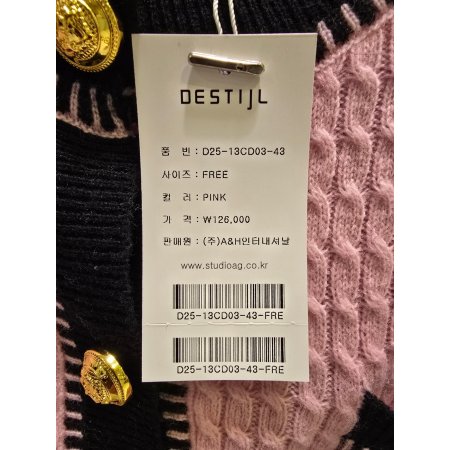 DESTIJL
품 번 : D25-13CD03-43
사이즈 : FREE
컬 러 : PINK
가 격 : ₩126,000
판매원 : (주)A&H인터내셔날
www.studioag.co.kr
D25-13CD03-43-FRE
D25-13CD03-43-FRE